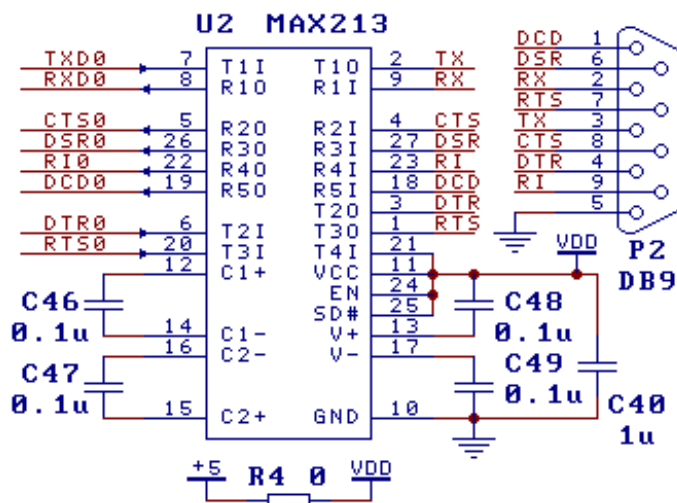 U2 MAX213
TXD0 7 T1I T1O 2 TX
RXD0 8 R1O R1I 9 RX
CTS0 5 R2O R2I 4 CTS
DSR0 26 R3O R3I 27 DSR
RI0 22 R4O R4I 23 RI
DCD0 19 R5O R5I 18 DCD
T2O 3 DTR
DTR0 6 T2I T3O 1 RTS
RTS0 20 T3I T4I 21
12 C1+ VCC 11
EN 24
SD# 25
14 C1- V+ 13
16 C2- V- 17
15 C2+ GND 10
C46
0.1u
C47
0.1u
C48
0.1u
C49
0.1u
VDD
C40
1u
DCD 1
DSR 6
RX 2
RTS 7
TX 3
CTS 8
DTR 4
RI 9
5
P2
DB9
+5 R4 0 VDD